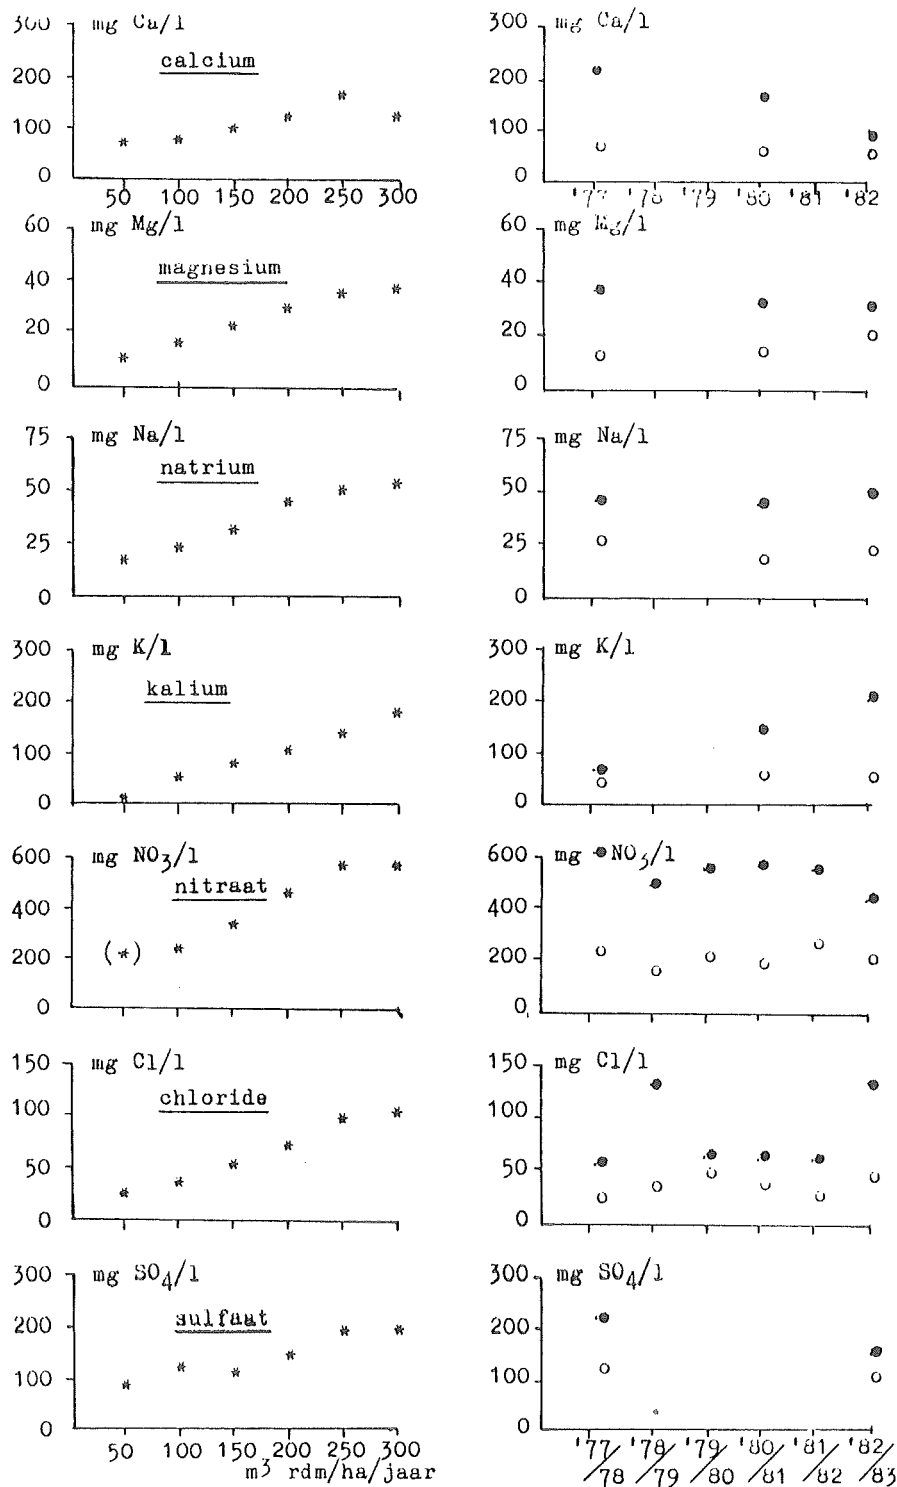 300 mg Ca/l
calcium
200
100
0
50 100 150 200 250 300
mg Mg/l
60
magnesium
40
20
0
75 mg Na/l
natrium
50
25
0
300 mg K/l
kalium
200
100
0
600 mg NO3/l
nitraat
400
( * )
200
0
150 mg Cl/l
chloride
100
50
0
300 mg SO4/l
sulfaat
200
100
0
50 100 150 200 250 300
m3 rdm/ha/jaar
300 mg Ca/l
200
100
0
'77 '78 '79 '80 '81 '82
60 mg Mg/l
40
20
0
75 mg Na/l
50
25
0
300 mg K/l
200
100
0
600 mg NO3/l
400
200
0
150 mg Cl/l
100
50
0
300 mg SO4/l
200
100
0
'77/78 '78/79 '79/80 '80/81 '81/82 '82/83